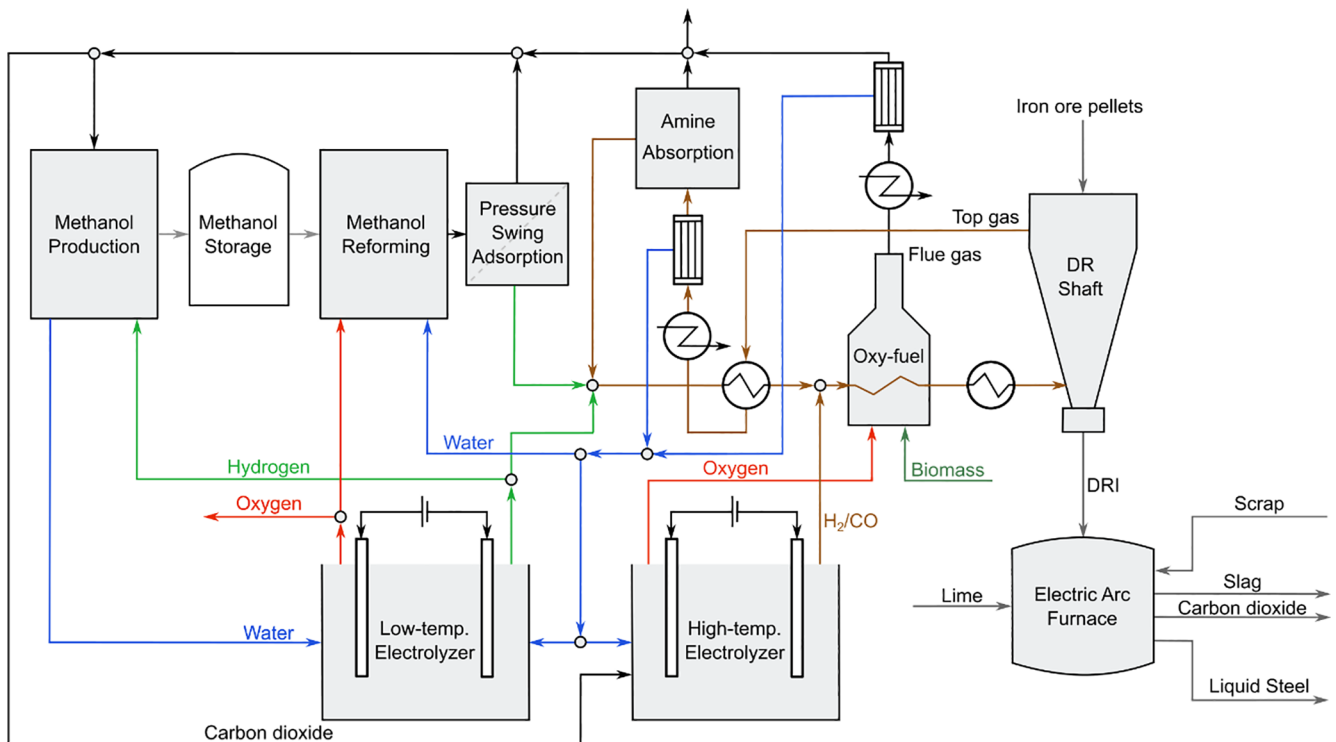 Iron ore pellets
Amine
Absorption
Methanol
Production
Methanol
Storage
Methanol
Reforming
Pressure
Swing
Adsorption
Top gas
Flue gas
DR
Shaft
Oxy-fuel
Water
Hydrogen
Oxygen
Oxygen
Biomass
H₂/CO
DRI
Scrap
Slag
Carbon dioxide
Lime
Electric Arc
Furnace
Liquid Steel
Water
Low-temp.
Electrolyzer
High-temp.
Electrolyzer
Carbon dioxide